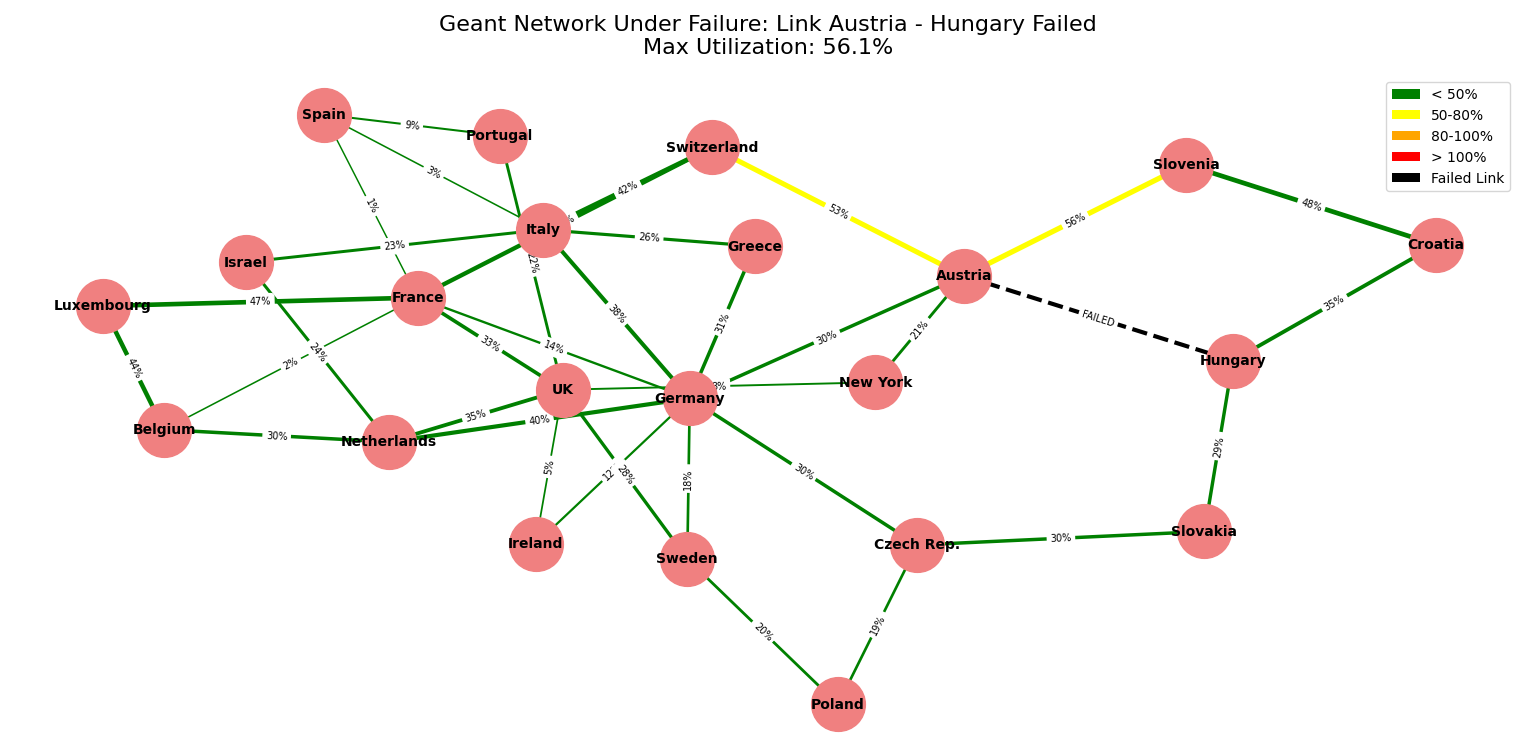 Geant Network Under Failure: Link Austria - Hungary Failed
Max Utilization: 56.1%
< 50%
50-80%
80-100%
> 100%
Failed Link
Spain
9%
Portugal
Switzerland
Slovenia
3%
42%
53%
56%
48%
1%
Italy
26%
Greece
Croatia
Israel
23%
22%
Austria
Luxembourg
47%
France
38%
31%
30%
21%
FAILED
35%
Hungary
44%
2%
24%
33%
14%
UK
Germany
New York
Belgium
30%
Netherlands
35%
40%
5%
28%
18%
30%
29%
Ireland
Sweden
Czech Rep.
30%
Slovakia
20%
19%
Poland